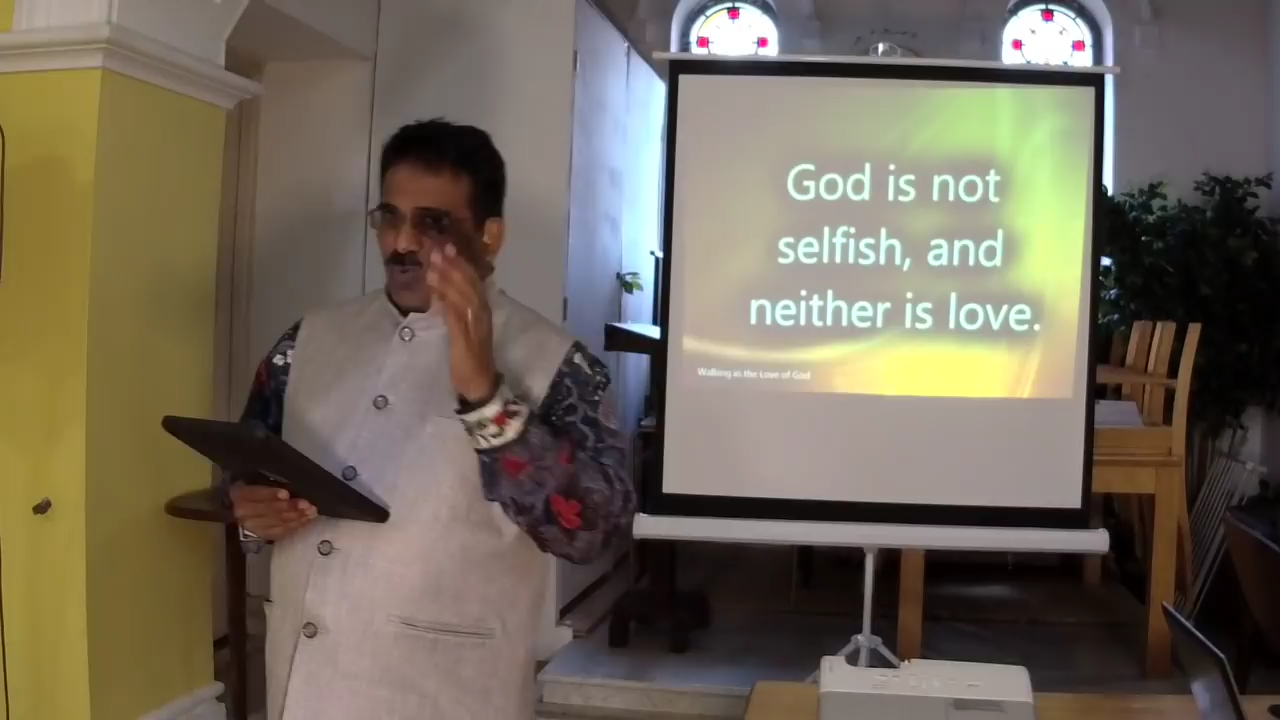 God is not
selfish, and
neither is love.
Walking in the Love of God